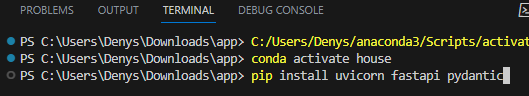 PROBLEMS OUTPUT TERMINAL DEBUG CONSOLE
PS C:\Users\Denys\Downloads\app> C:/Users/Denys/anaconda3/Scripts/activat
PS C:\Users\Denys\Downloads\app> conda activate house
PS C:\Users\Denys\Downloads\app> pip install uvicorn fastapi pydantic